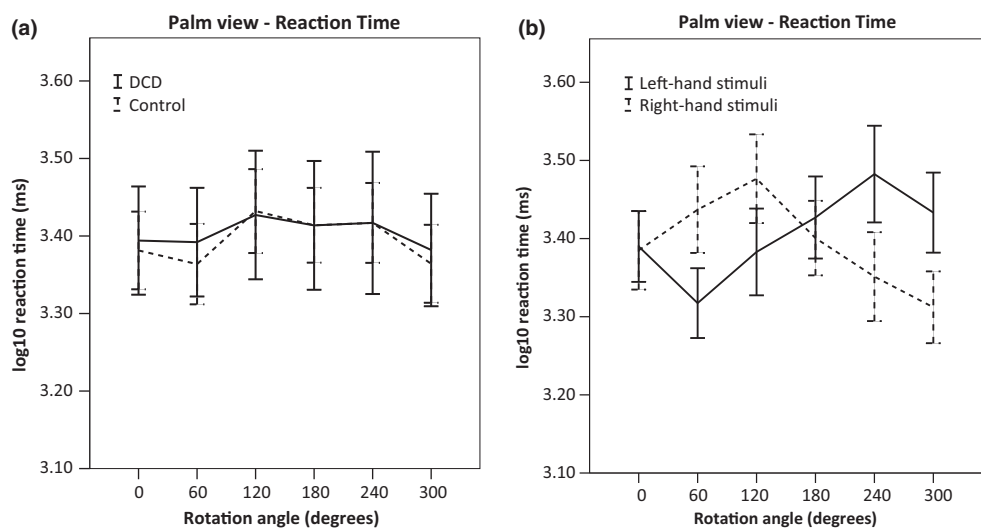 (a)
Palm view - Reaction Time
DCD
Control
log10 reaction time (ms)
3.60
3.50
3.40
3.30
3.20
3.10
0 60 120 180 240 300
Rotation angle (degrees)
(b)
Palm view - Reaction Time
Left-hand stimuli
Right-hand stimuli
log10 reaction time (ms)
3.60
3.50
3.40
3.30
3.20
3.10
0 60 120 180 240 300
Rotation angle (degrees)